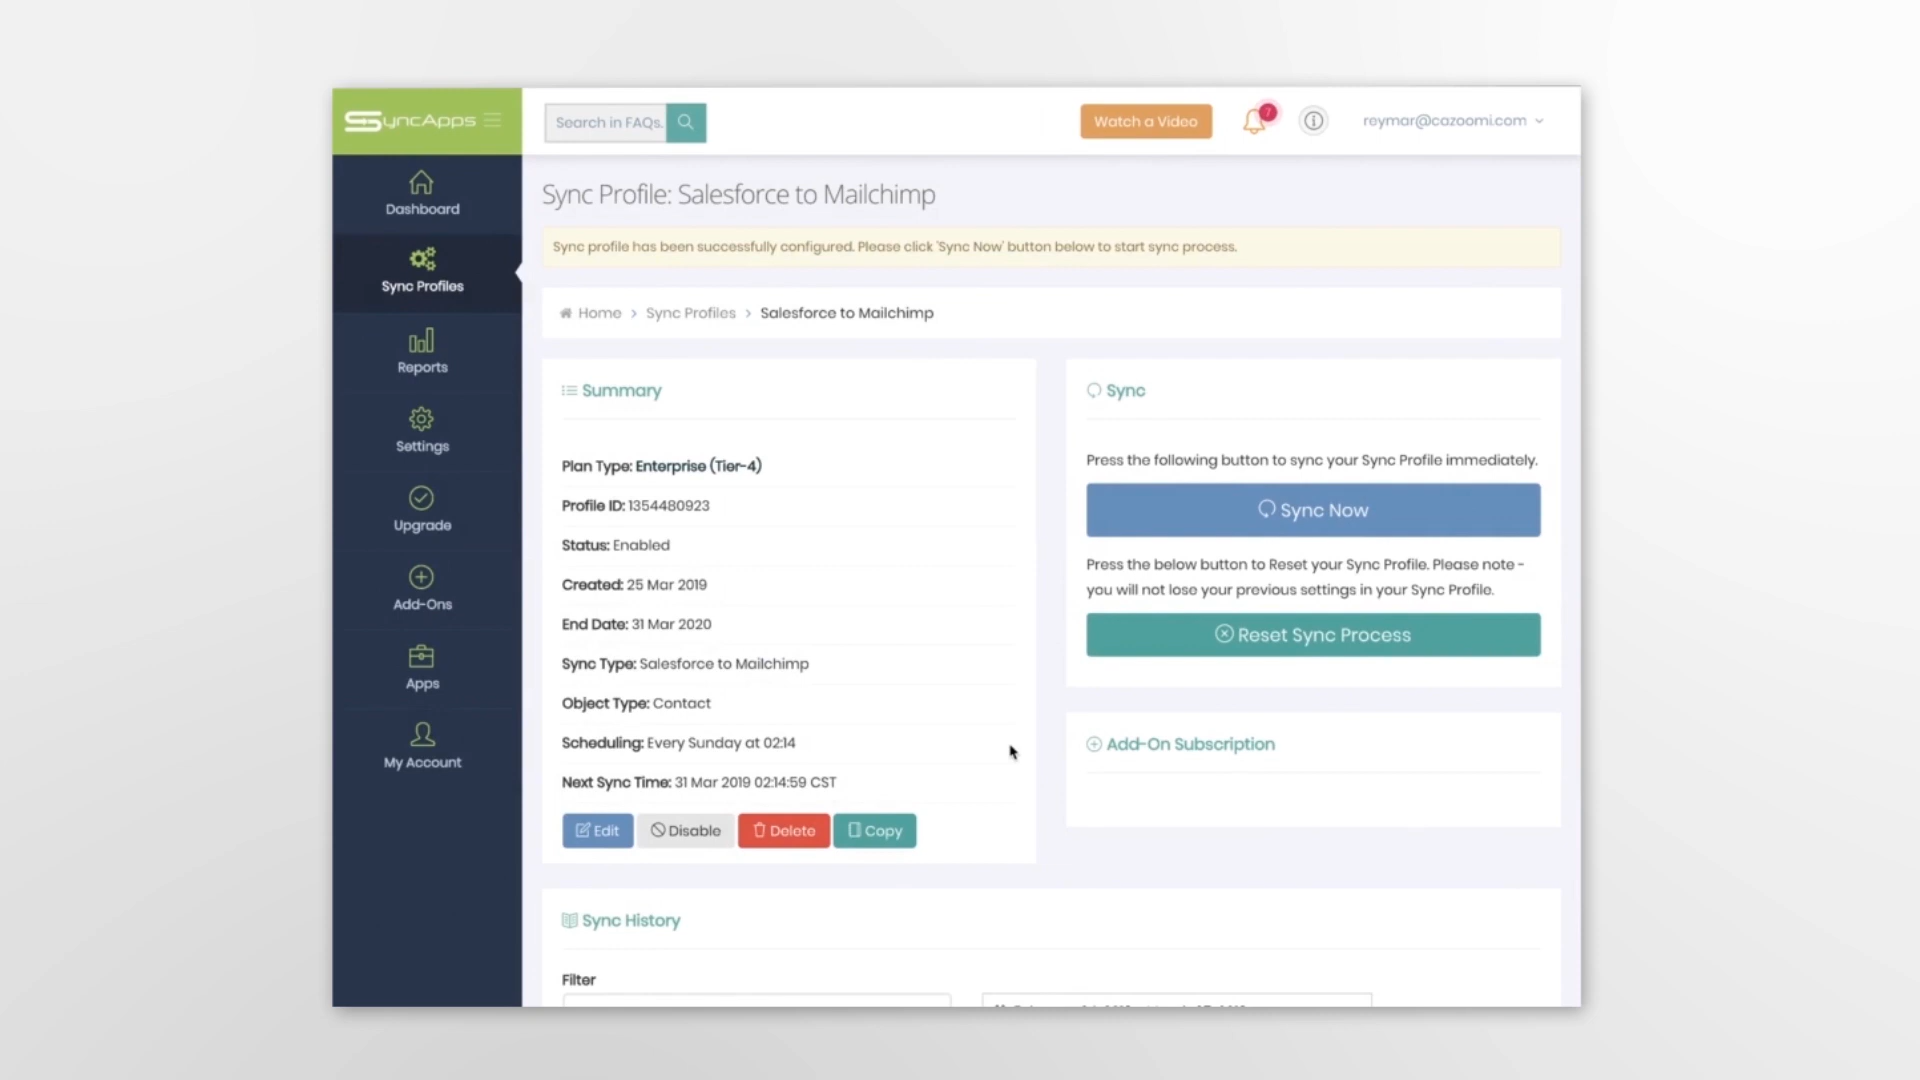 SyncApps
Search in FAQs.
Watch a Video
7
reymar@cazoomi.com
Dashboard
Sync Profiles
Reports
Settings
Upgrade
Add-Ons
Apps
My Account
Sync Profile: Salesforce to Mailchimp
Sync profile has been successfully configured. Please click 'Sync Now' button below to start sync process.
Home > Sync Profiles > Salesforce to Mailchimp
Summary
Plan Type: Enterprise (Tier-4)
Profile ID: 1354480923
Status: Enabled
Created: 25 Mar 2019
End Date: 31 Mar 2020
Sync Type: Salesforce to Mailchimp
Object Type: Contact
Scheduling: Every Sunday at 02:14
Next Sync Time: 31 Mar 2019 02:14:59 CST
Edit
Disable
Delete
Copy
Sync
Press the following button to sync your Sync Profile immediately.
Sync Now
Press the below button to Reset your Sync Profile. Please note -
you will not lose your previous settings in your Sync Profile.
Reset Sync Process
Add-On Subscription
Sync History
Filter